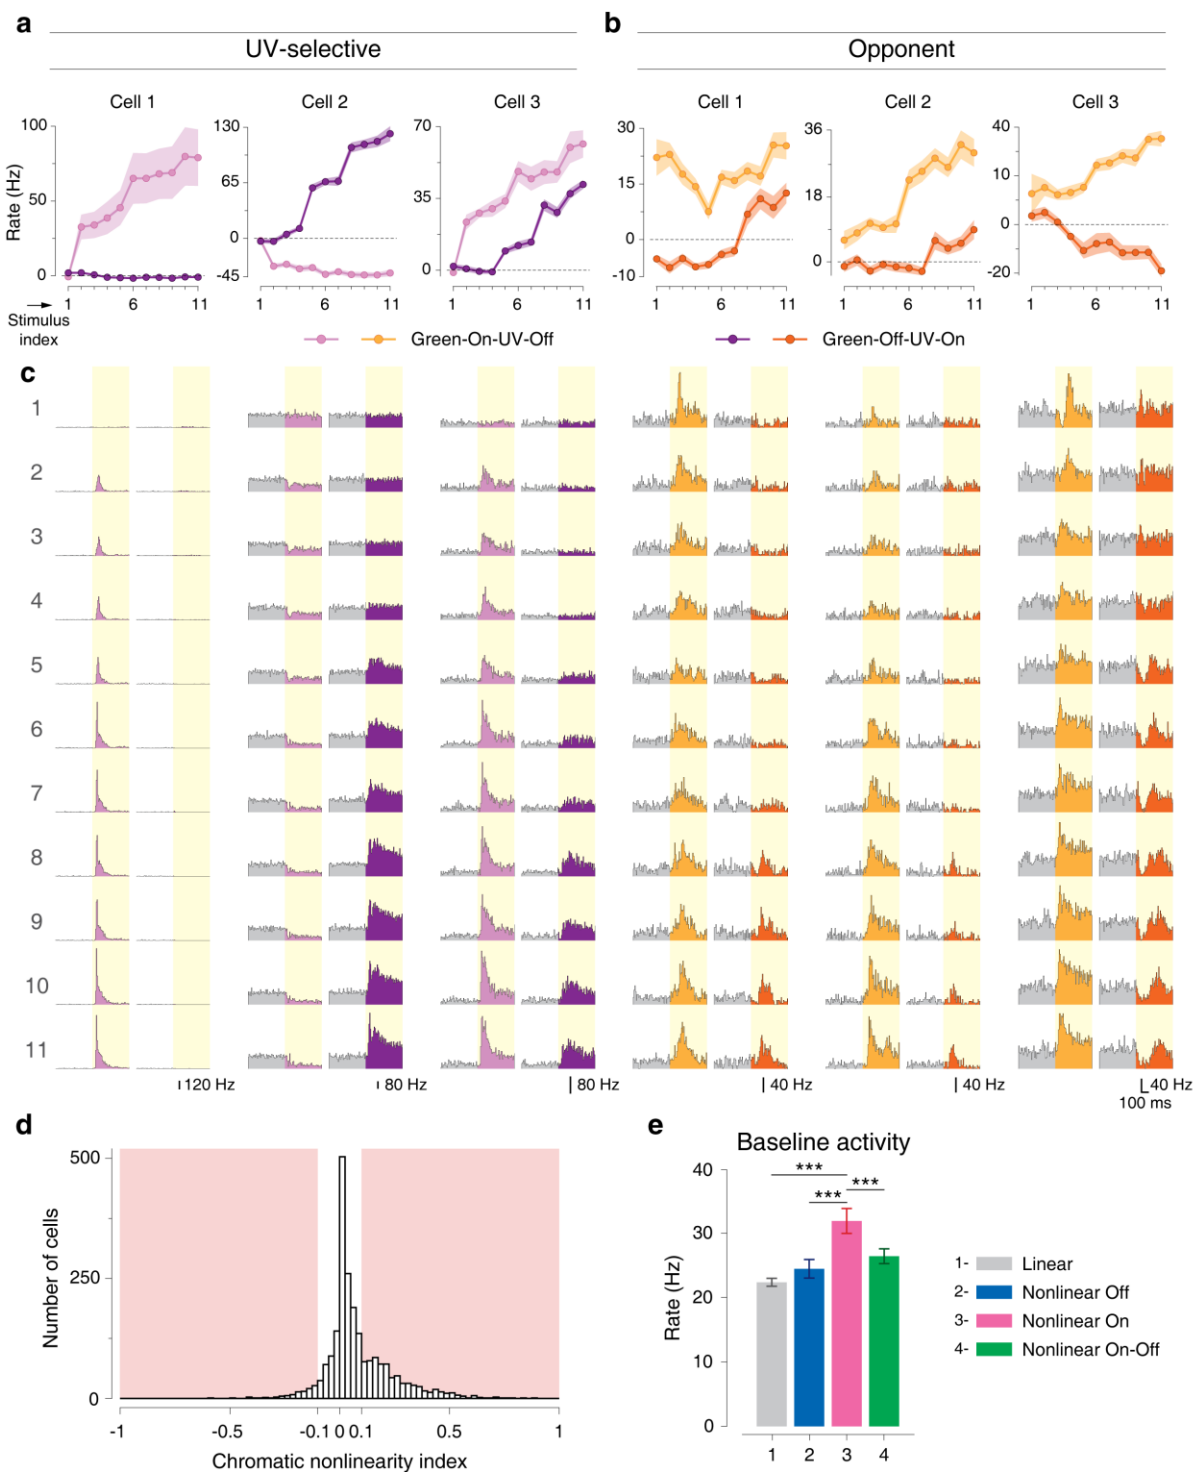 a
b
UV-selective
Opponent
Cell 1
Cell 2
Cell 3
Cell 1
Cell 2
Cell 3
Rate (Hz)
100
50
0
130
65
0
-45
70
35
0
30
15
0
-10
36
18
0
40
10
0
-20
1 6 11
1 6 11
1 6 11
1 6 11
1 6 11
1 6 11
Stimulus
index
Green-On-UV-Off
Green-Off-UV-On
c
1
2
3
4
5
6
7
8
9
10
11
120 Hz
80 Hz
80 Hz
40 Hz
40 Hz
40 Hz
100 ms
d
Number of cells
500
250
0
-1 -0.5 -0.1 0 0.1 0.5 1
Chromatic nonlinearity index
e
Baseline activity
Rate (Hz)
40
30
20
10
0
***
***
***
1 2 3 4
1- Linear
2- Nonlinear Off
3- Nonlinear On
4- Nonlinear On-Off